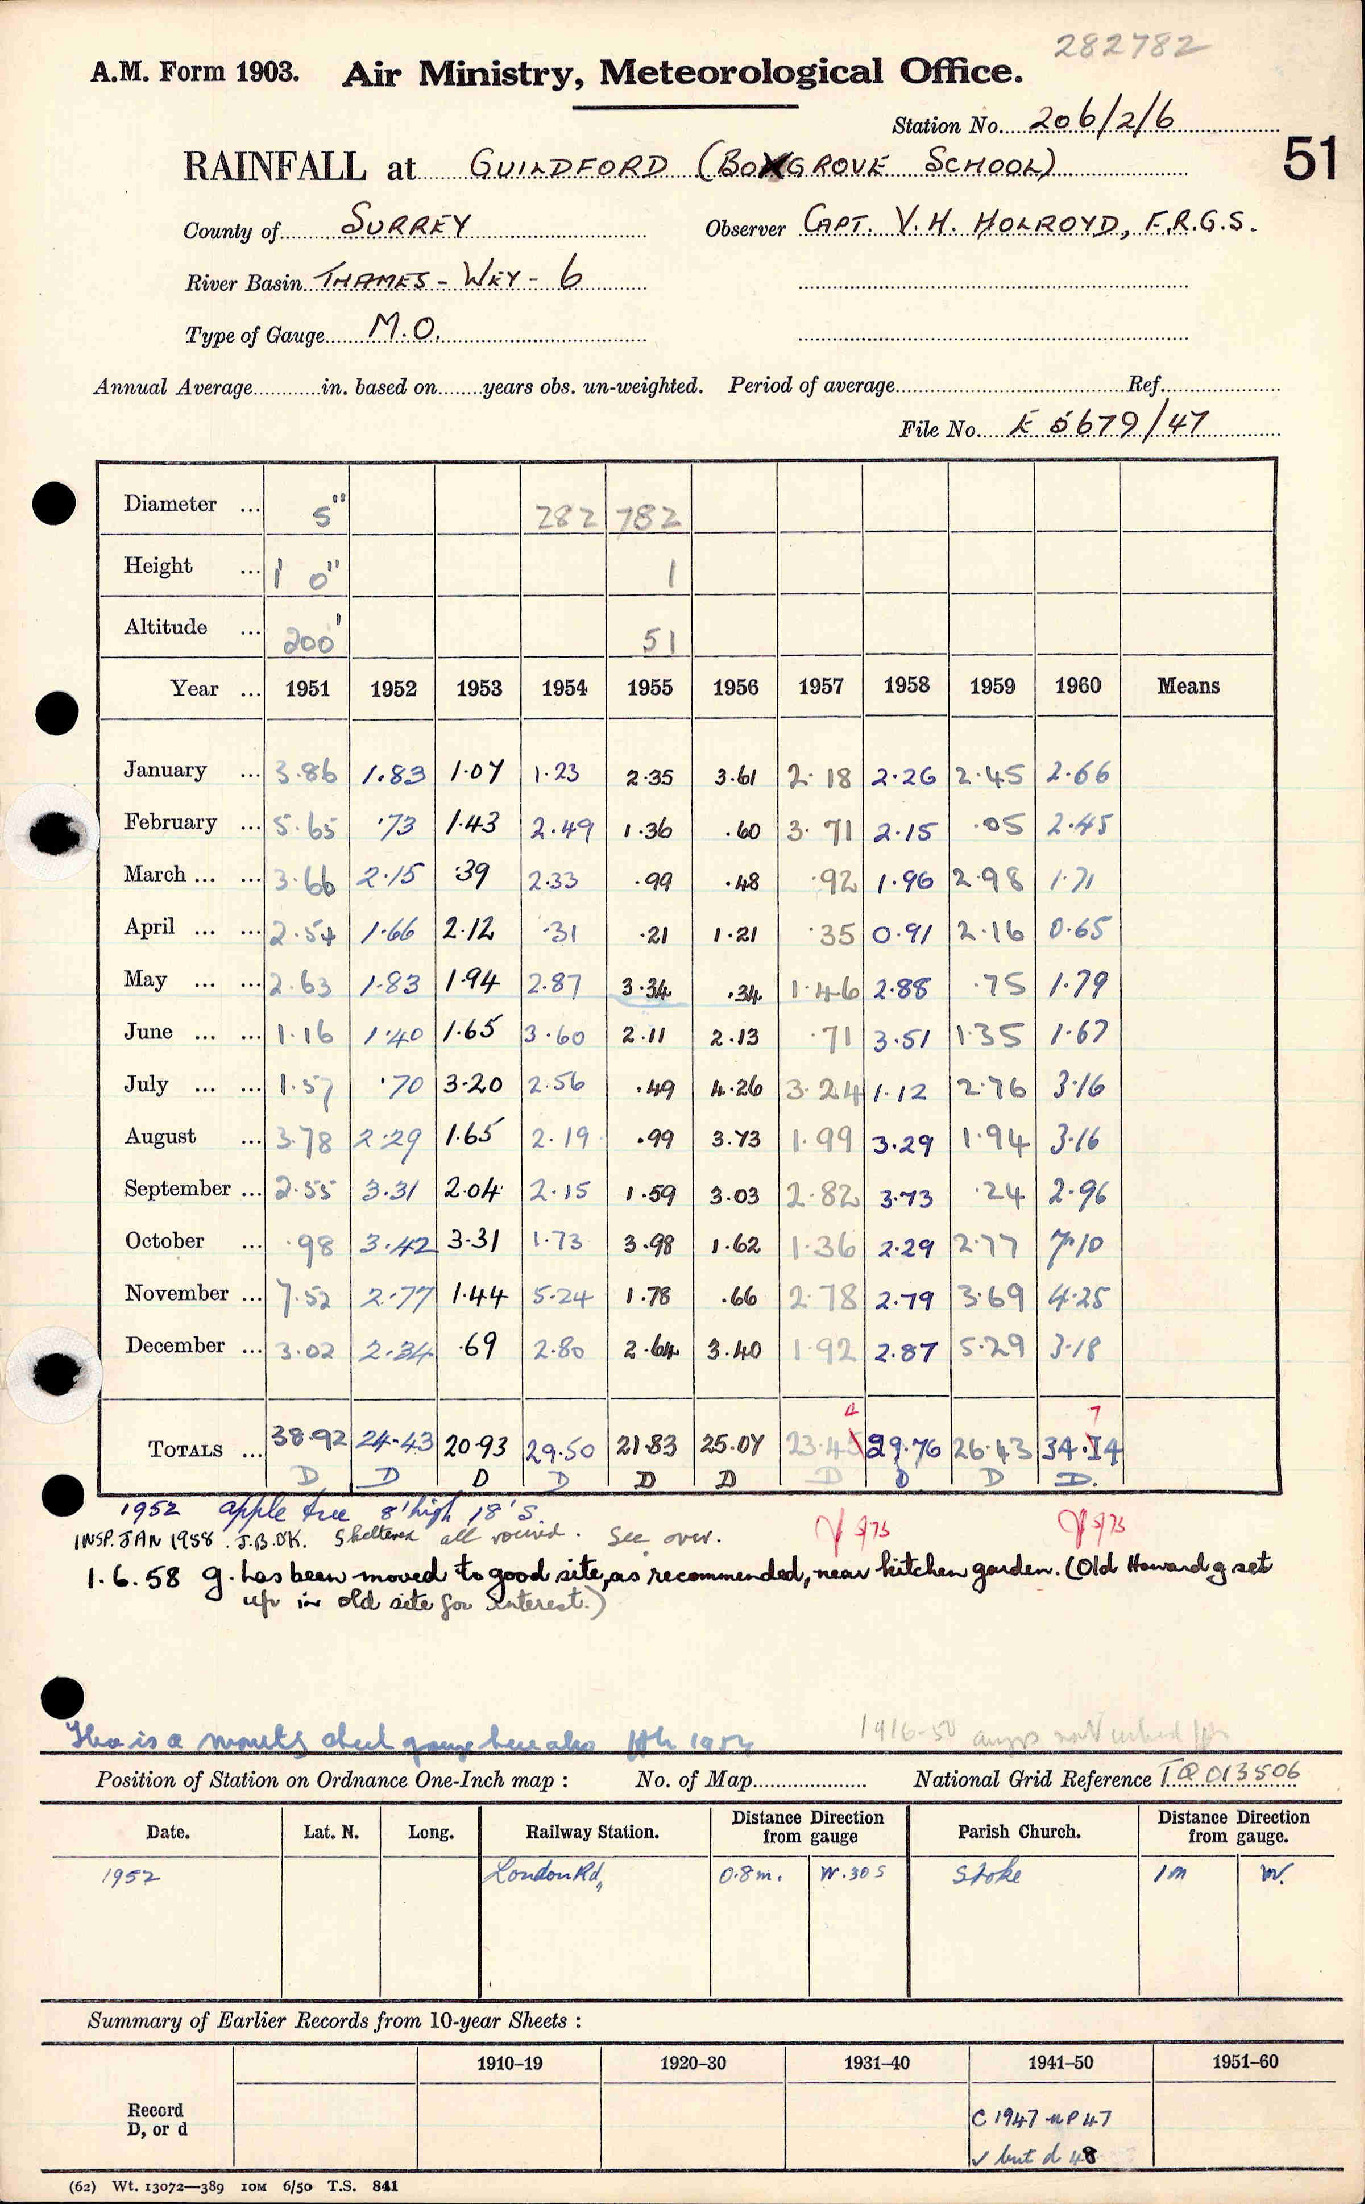 282782
A.M. Form 1903. Air Ministry, Meteorological Office.
Station No. 206/2/6
51
RAINFALL at GUILDFORD (BOXGROVE SCHOOL)
County of SURREY Observer CAPT. V.H. HOLROYD, F.R.G.S.
River Basin THAMES - WEY - 6
Type of Gauge M.O.
Annual Average in. based on years obs. un-weighted. Period of average Ref.
File No. E 5679/47
Diameter ... 5" 282 782
Height ... 1 0" 1
Altitude ... 200' 51
Year ... 1951 1952 1953 1954 1955 1956 1957 1958 1959 1960 Means
January ... 3.86 1.83 1.07 1.23 2.35 3.61 2.18 2.26 2.45 2.66
February ... 5.65 .73 1.43 2.49 1.36 .60 3.71 2.15 .05 2.45
March ... ... 3.66 2.15 .39 2.33 .99 .48 .92 1.96 2.98 1.71
April ... ... 2.54 1.66 2.12 .31 .21 1.21 .35 0.91 2.16 0.65
May ... ... 2.63 1.83 1.94 2.87 3.34 .34 1.46 2.88 .75 1.79
June ... ... 1.16 1.40 1.65 3.60 2.11 2.13 .71 3.51 1.35 1.67
July ... ... 1.57 .70 3.20 2.56 .49 4.26 3.24 1.12 2.76 3.16
August ... 3.78 2.29 1.65 2.19 .99 3.73 1.99 3.29 1.94 3.16
September ... 2.55 3.31 2.04 2.15 1.59 3.03 2.82 3.73 .24 2.96
October ... .98 3.42 3.31 1.73 3.98 1.62 1.36 2.29 2.77 7.10
November ... 7.52 2.77 1.44 5.24 1.78 .66 2.78 2.79 3.69 4.25
December ... 3.02 2.34 .69 2.80 2.64 3.40 1.92 2.87 5.29 3.18
4 7
TOTALS ... 38.92 24.43 20.93 29.50 21.83 25.07 23.45 29.76 26.43 34.14
D D D D D D D D D D.
1952 apple tree 8' high 18' S.
INSP. JAN 1958. J.B.DK. Sheltered all round. See over. 5/73 5/73
1.6.58 g. has been moved to good site, as recommended, near kitchen garden. (Old Howard g set
up in old site for interest.)
This is a monthly check gauge here also 1954 1916-50
Position of Station on Ordnance One-Inch map : No. of Map National Grid Reference TQ 013506
Date. Lat. N. Long. Railway Station. Distance from gauge Direction Parish Church. Distance from gauge. Direction
1952 London Rd, 0.8 m. W.30 S Stoke 1 m W.
Summary of Earlier Records from 10-year Sheets :
1910-19 1920-30 1931-40 1941-50 1951-60
Record
D, or d
C 1947 47
✓ but d 48
(62) Wt. 13072—389 10M 6/50 T.S. 841